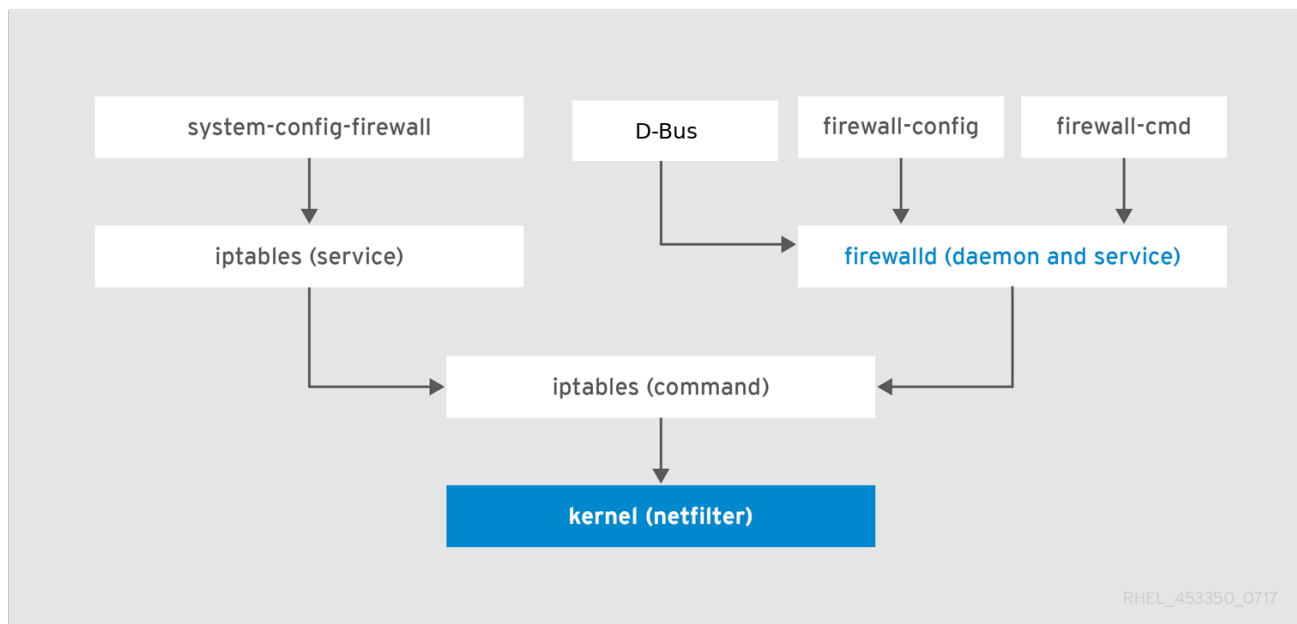 system-config-firewall
D-Bus
firewall-config
firewall-cmd
iptables (service)
firewalld (daemon and service)
iptables (command)
kernel (netfilter)
RHEL_453350_0717